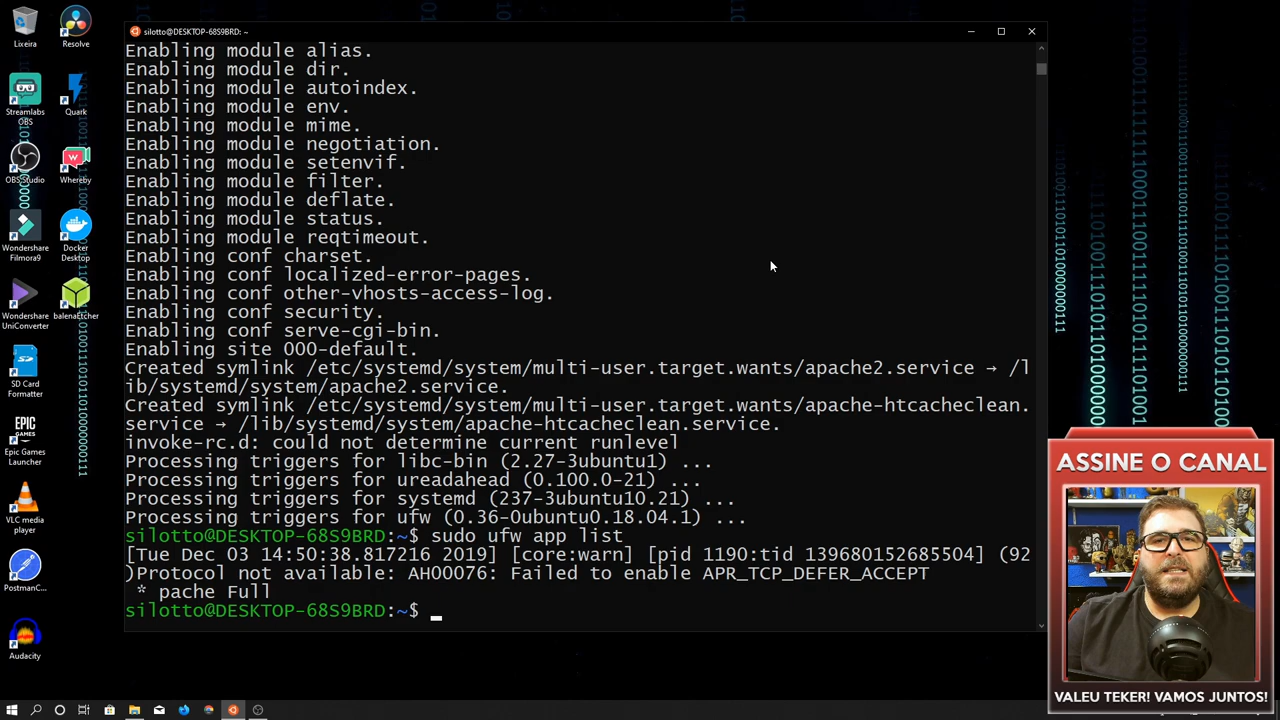 silotto@DESKTOP-68S9BRD: ~
Lixeira
Resolve
Streamlabs
OBS
Quark
OBS Studio
Whereby
Wondershare
Filmora9
Docker
Desktop
Wondershare
UniConverter
balenaEtcher
SD Card
Formatter
EPIC
GAMES
Epic Games
Launcher
VLC media
player
PostmanC...
Audacity
Enabling module alias.
Enabling module dir.
Enabling module autoindex.
Enabling module env.
Enabling module mime.
Enabling module negotiation.
Enabling module setenvif.
Enabling module filter.
Enabling module deflate.
Enabling module status.
Enabling module reqtimeout.
Enabling conf charset.
Enabling conf localized-error-pages.
Enabling conf other-vhosts-access-log.
Enabling conf security.
Enabling conf serve-cgi-bin.
Enabling site 000-default.
Created symlink /etc/systemd/system/multi-user.target.wants/apache2.service → /l
ib/systemd/system/apache2.service.
Created symlink /etc/systemd/system/multi-user.target.wants/apache-htcacheclean.
service → /lib/systemd/system/apache-htcacheclean.service.
invoke-rc.d: could not determine current runlevel
Processing triggers for libc-bin (2.27-3ubuntu1) ...
Processing triggers for ureadahead (0.100.0-21) ...
Processing triggers for systemd (237-3ubuntu10.21) ...
Processing triggers for ufw (0.36-0ubuntu0.18.04.1) ...
silotto@DESKTOP-68S9BRD:~$ sudo ufw app list
[Tue Dec 03 14:50:38.817216 2019] [core:warn] [pid 1190:tid 139680152685504] (92
)Protocol not available: AH00076: Failed to enable APR_TCP_DEFER_ACCEPT
* pache Full
silotto@DESKTOP-68S9BRD:~$
ASSINE O CANAL
VALEU TEKER! VAMOS JUNTOS!